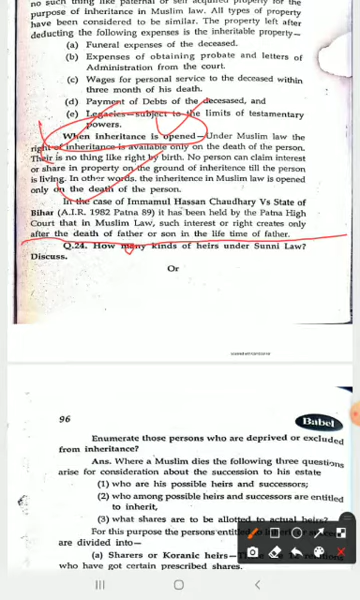 no such thing like paternal or self acquired property for the
purpose of inheritance in Muslim law. All types of property
have been considered to be similar. The property left after
deducting the following expenses is the inheritable property—
(a) Funeral expenses of the deceased.
(b) Expenses of obtaining probate and letters of
Administration from the court.
(c) Wages for personal service to the deceased within
three month of his death.
(d) Payment of Debts of the decesased, and
(e) Legacies—subject to the limits of testamentary
powers.
When inheritance is opened—Under Muslim law the
right of inheritance is available only on the death of the person.
Their is no thing like right by birth. No person can claim interest
or share in property on the ground of inheritence till the person
is living. In other words, the inheritence in Muslim law is opened
only on the death of the person.
In the case of Immamul Hassan Chaudhary Vs State of
Bihar (A.I.R. 1982 Patna 89) it has been held by the Patna High
Court that in Muslim Law, such interest or right creates only
after the death of father or son in the life time of father.
Q.24. How many kinds of heirs under Sunni Law?
Discuss.
Or
96
Babel
Enumerate those persons who are deprived or excluded
from inheritance?
Ans. Where a Muslim dies the following three questions
arise for consideration about the succession to his estate
(1) who are his possible heirs and successors;
(2) who among possible heirs and successors are entitled
to inherit,
(3) what shares are to be allotted to actual heirs?
For this purpose the persons entitled
are divided into—
(a) Sharers or Koranic heirs—
who have got certain prescribed shares.